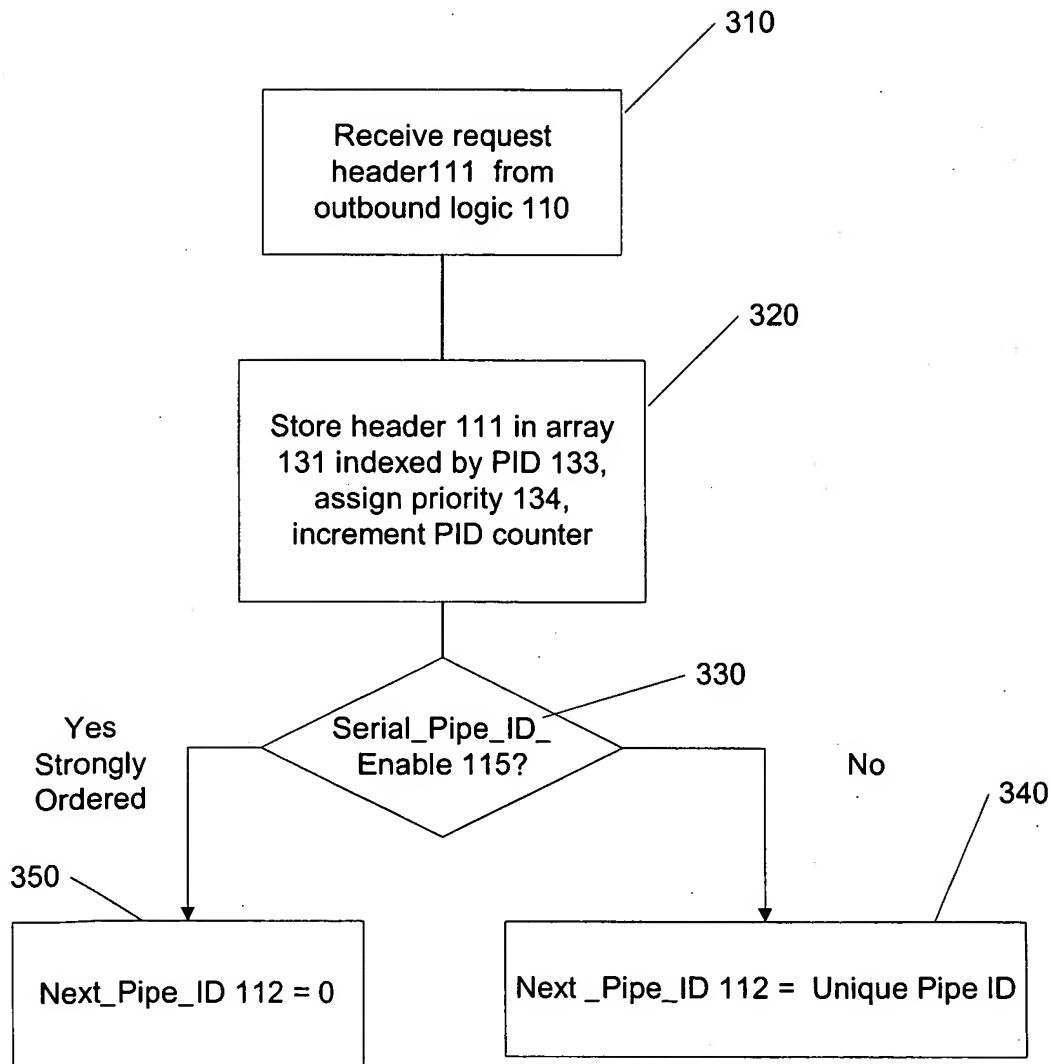 310
Receive request
header111 from
outbound logic 110
320
Store header 111 in array
131 indexed by PID 133,
assign priority 134,
increment PID counter
330
Serial_Pipe_ID_
Enable 115?
Yes
Strongly
Ordered
No
340
350
Next_Pipe_ID 112 = 0
Next _Pipe_ID 112 = Unique Pipe ID